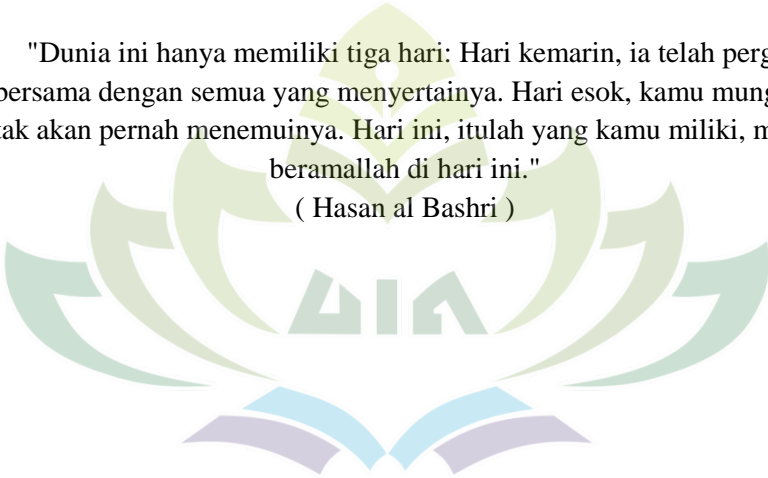 "Dunia ini hanya memiliki tiga hari: Hari kemarin, ia telah perg
bersama dengan semua yang menyertainya. Hari esok, kamu mung
tak akan pernah menemuinya. Hari ini, itulah yang kamu miliki, m
beramallah di hari ini."
( Hasan al Bashri )
UIN